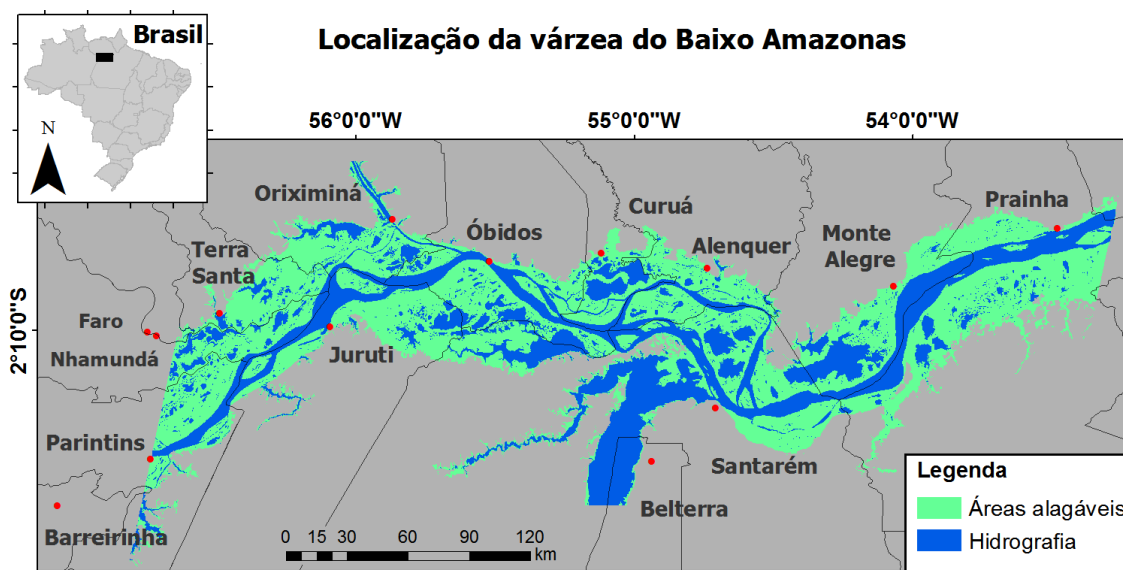 Brasil
Localização da várzea do Baixo Amazonas
N
56°0'0"W
55°0'0"W
54°0'0"W
2°10'0"S
Oriximiná
Óbidos
Curuá
Prainha
Terra
Santa
Alenquer
Monte
Alegre
Faro
Nhamundá
Juruti
Parintins
Santarém
Belterra
Barreirinha
0 15 30 60 90 120
km
Legenda
Áreas alagáveis
Hidrografia